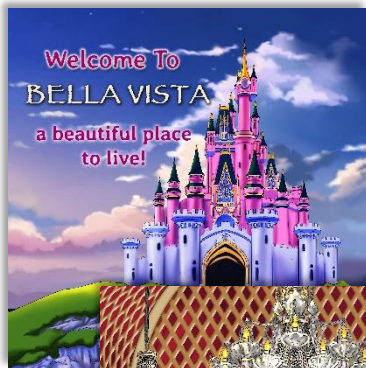 Welcome To
BELLA VISTA
a beautiful place
to live!